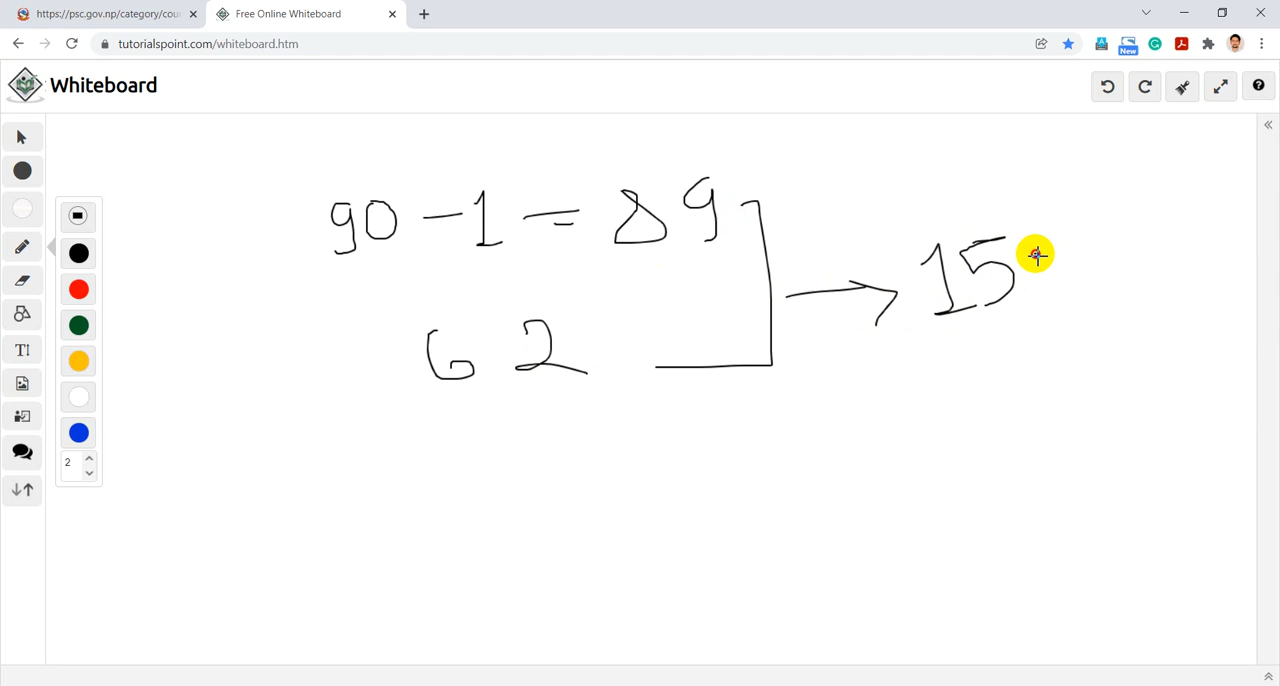 https://psc.gov.np/category/cou
Free Online Whiteboard
tutorialspoint.com/whiteboard.htm
New
Whiteboard
90 - 1 = 89
62
→ 15
T
2